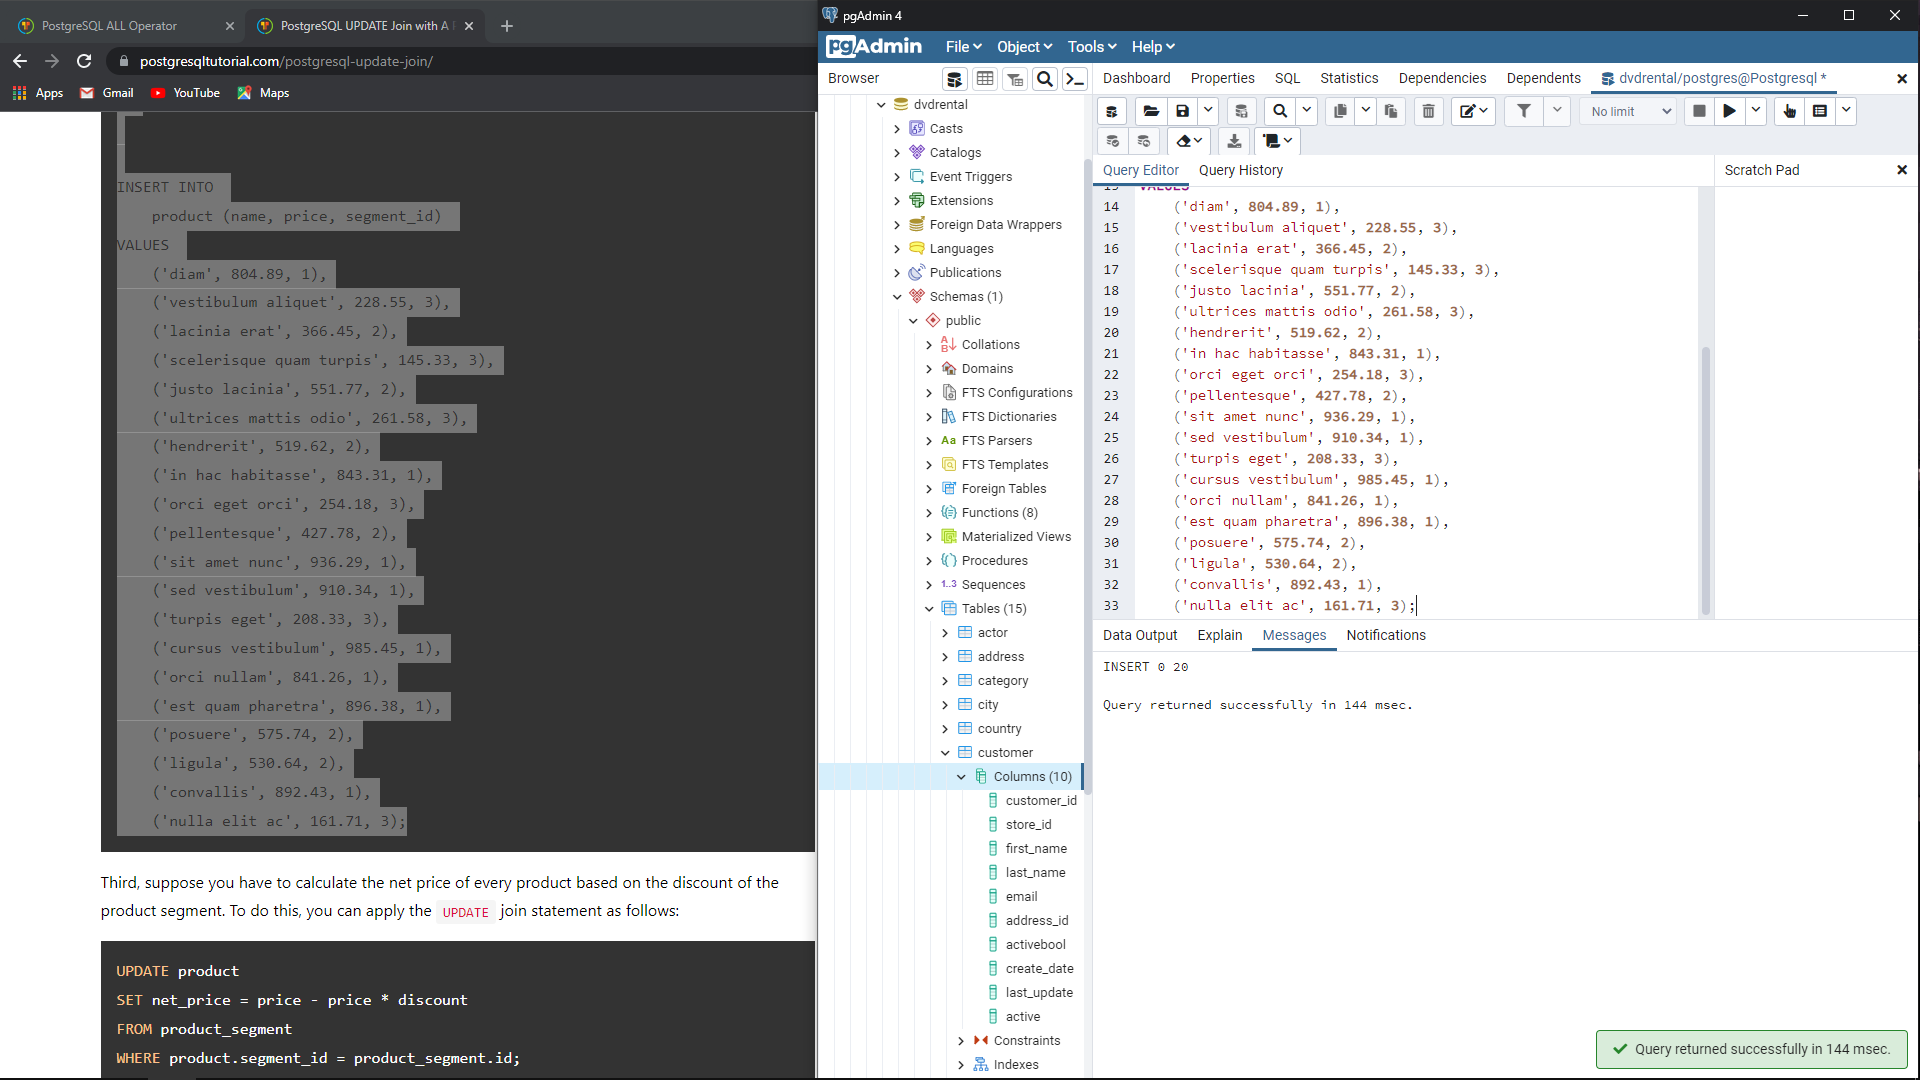 PostgreSQL ALL Operator
PostgreSQL UPDATE Join with A
postgresqltutorial.com/postgresql-update-join/
Apps
Gmail
YouTube
Maps
INSERT INTO
product (name, price, segment_id)
VALUES
('diam', 804.89, 1),
('vestibulum aliquet', 228.55, 3),
('lacinia erat', 366.45, 2),
('scelerisque quam turpis', 145.33, 3),
('justo lacinia', 551.77, 2),
('ultrices mattis odio', 261.58, 3),
('hendrerit', 519.62, 2),
('in hac habitasse', 843.31, 1),
('orci eget orci', 254.18, 3),
('pellentesque', 427.78, 2),
('sit amet nunc', 936.29, 1),
('sed vestibulum', 910.34, 1),
('turpis eget', 208.33, 3),
('cursus vestibulum', 985.45, 1),
('orci nullam', 841.26, 1),
('est quam pharetra', 896.38, 1),
('posuere', 575.74, 2),
('ligula', 530.64, 2),
('convallis', 892.43, 1),
('nulla elit ac', 161.71, 3);
Third, suppose you have to calculate the net price of every product based on the discount of the
product segment. To do this, you can apply the UPDATE join statement as follows:
UPDATE product
SET net_price = price - price * discount
FROM product_segment
WHERE product.segment_id = product_segment.id;
pgAdmin 4
pgAdmin
File
Object
Tools
Help
Browser
dvdrental
Casts
Catalogs
Event Triggers
Extensions
Foreign Data Wrappers
Languages
Publications
Schemas (1)
public
Collations
Domains
FTS Configurations
FTS Dictionaries
Aa FTS Parsers
FTS Templates
Foreign Tables
Functions (8)
Materialized Views
Procedures
1..3 Sequences
Tables (15)
actor
address
category
city
country
customer
Columns (10)
customer_id
store_id
first_name
last_name
email
address_id
activebool
create_date
last_update
active
Constraints
Indexes
Dashboard
Properties
SQL
Statistics
Dependencies
Dependents
dvdrental/postgres@Postgresql *
No limit
Query Editor
Query History
Scratch Pad
13 VALUES
14 ('diam', 804.89, 1),
15 ('vestibulum aliquet', 228.55, 3),
16 ('lacinia erat', 366.45, 2),
17 ('scelerisque quam turpis', 145.33, 3),
18 ('justo lacinia', 551.77, 2),
19 ('ultrices mattis odio', 261.58, 3),
20 ('hendrerit', 519.62, 2),
21 ('in hac habitasse', 843.31, 1),
22 ('orci eget orci', 254.18, 3),
23 ('pellentesque', 427.78, 2),
24 ('sit amet nunc', 936.29, 1),
25 ('sed vestibulum', 910.34, 1),
26 ('turpis eget', 208.33, 3),
27 ('cursus vestibulum', 985.45, 1),
28 ('orci nullam', 841.26, 1),
29 ('est quam pharetra', 896.38, 1),
30 ('posuere', 575.74, 2),
31 ('ligula', 530.64, 2),
32 ('convallis', 892.43, 1),
33 ('nulla elit ac', 161.71, 3);
Data Output
Explain
Messages
Notifications
INSERT 0 20
Query returned successfully in 144 msec.
Query returned successfully in 144 msec.